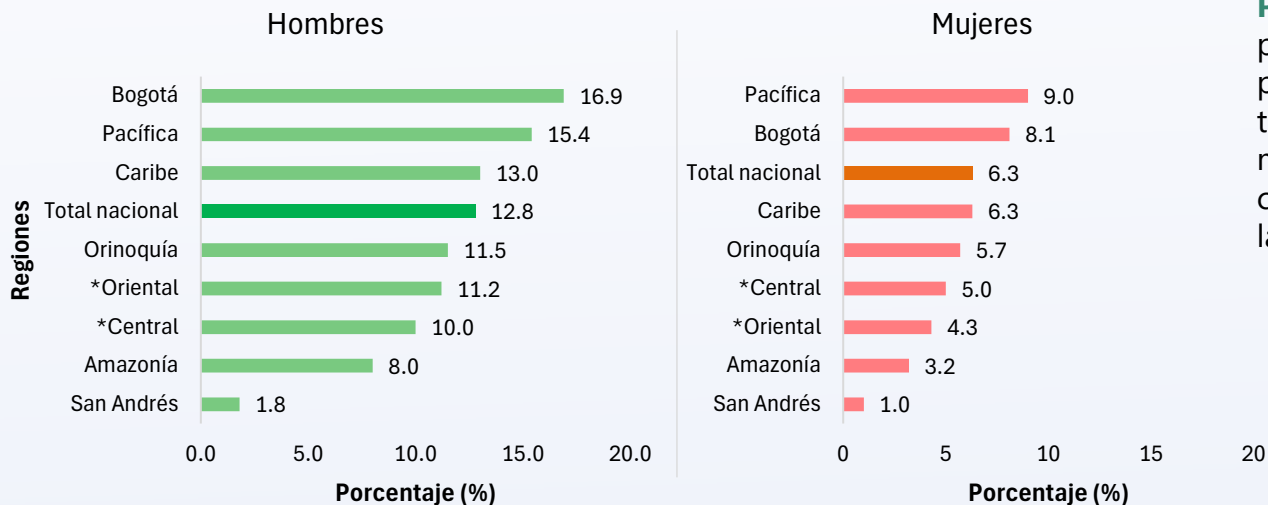 Hombres
Regiones
Bogotá 16.9
Pacífica 15.4
Caribe 13.0
Total nacional 12.8
Orinoquía 11.5
*Oriental 11.2
*Central 10.0
Amazonía 8.0
San Andrés 1.8
0.0 5.0 10.0 15.0 20.0
Porcentaje (%)
Mujeres
Pacífica 9.0
Bogotá 8.1
Total nacional 6.3
Caribe 6.3
Orinoquía 5.7
*Central 5.0
*Oriental 4.3
Amazonía 3.2
San Andrés 1.0
0 5 10 15 20
Porcentaje (%)